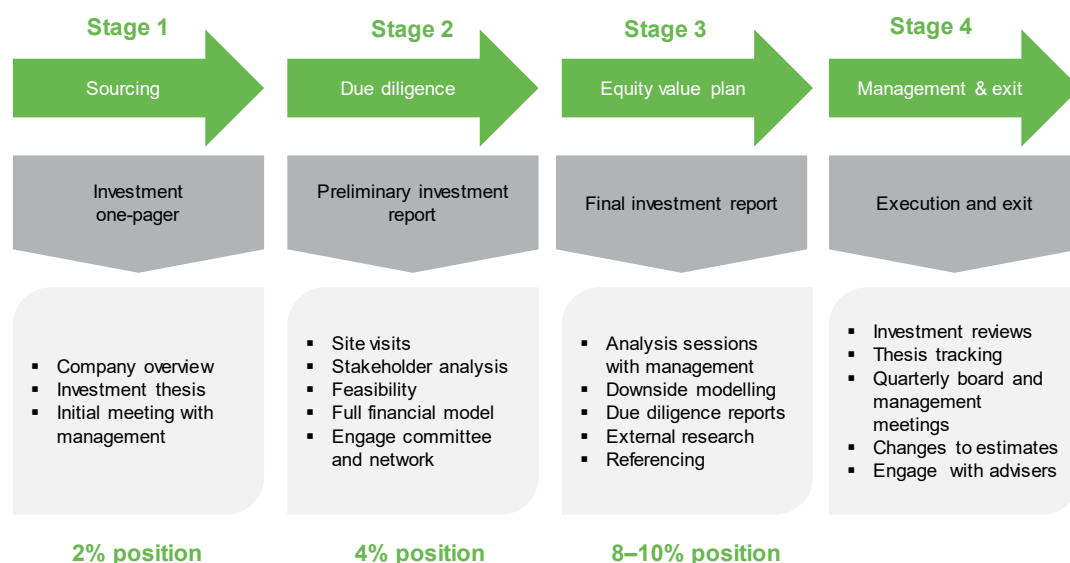 Stage 1
Sourcing
Investment
one-pager
▪ Company overview
▪ Investment thesis
▪ Initial meeting with
management
2% position
Stage 2
Due diligence
Preliminary investment
report
▪ Site visits
▪ Stakeholder analysis
▪ Feasibility
▪ Full financial model
▪ Engage committee
and network
4% position
Stage 3
Equity value plan
Final investment report
▪ Analysis sessions
with management
▪ Downside modelling
▪ Due diligence reports
▪ External research
▪ Referencing
8–10% position
Stage 4
Management & exit
Execution and exit
▪ Investment reviews
▪ Thesis tracking
▪ Quarterly board and
management
meetings
▪ Changes to estimates
▪ Engage with advisers